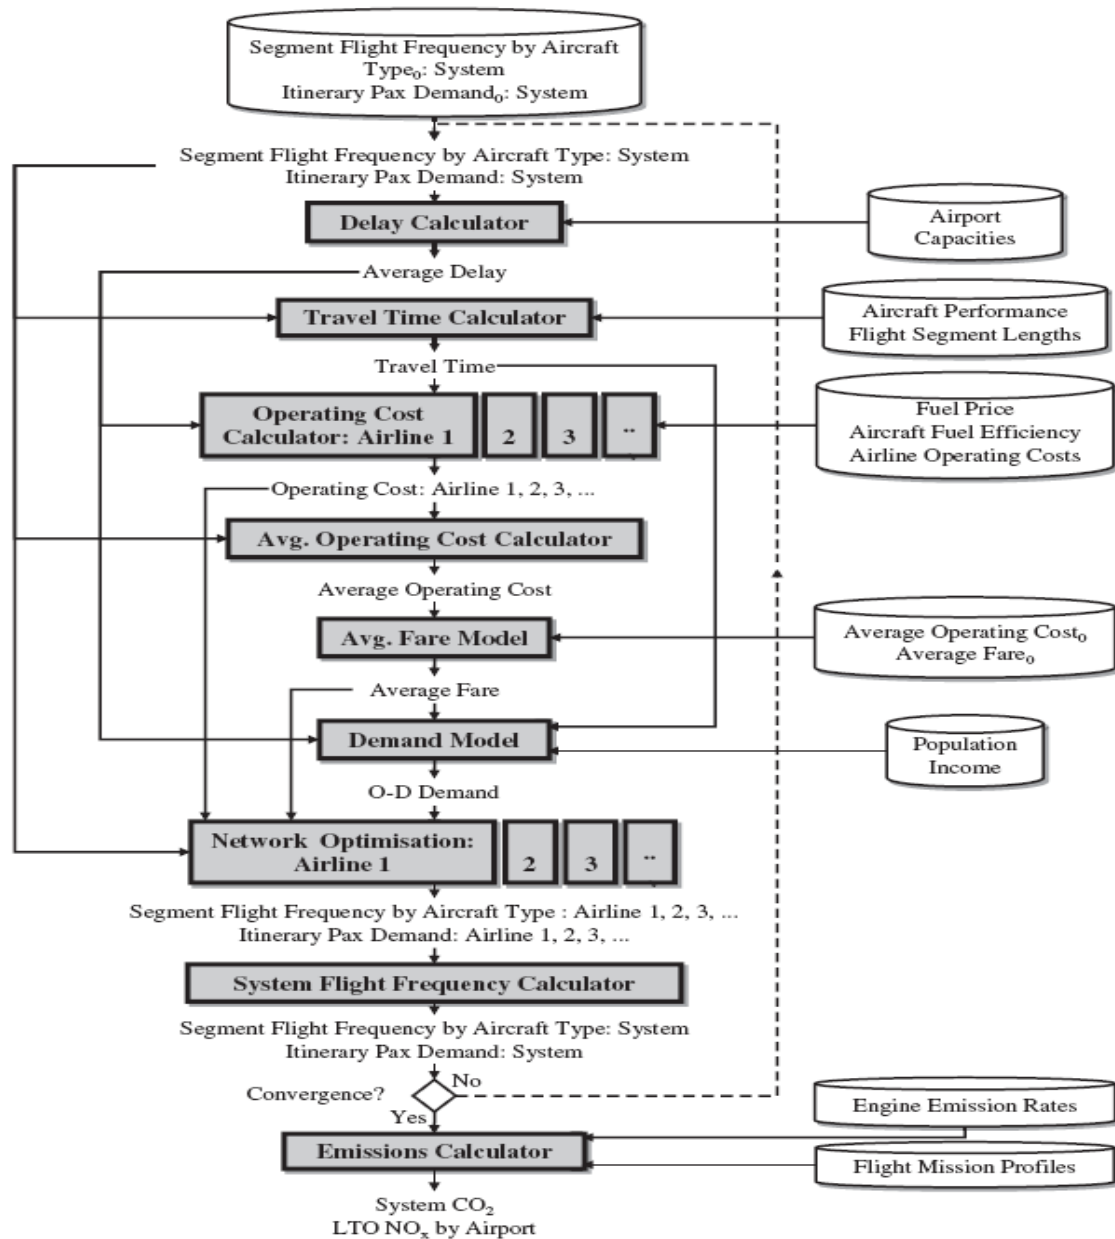 Segment Flight Frequency by Aircraft
Type₀: System
Itinerary Pax Demand₀: System
Segment Flight Frequency by Aircraft Type: System
Itinerary Pax Demand: System
Delay Calculator
Airport
Capacities
Average Delay
Travel Time Calculator
Aircraft Performance
Flight Segment Lengths
Travel Time
Operating Cost
Calculator: Airline 1
2
3
..
Fuel Price
Aircraft Fuel Efficiency
Airline Operating Costs
Operating Cost: Airline 1, 2, 3, ...
Avg. Operating Cost Calculator
Average Operating Cost
Avg. Fare Model
Average Operating Cost₀
Average Fare₀
Average Fare
Demand Model
Population
Income
O-D Demand
Network Optimisation:
Airline 1
2
3
..
Segment Flight Frequency by Aircraft Type : Airline 1, 2, 3, ...
Itinerary Pax Demand: Airline 1, 2, 3, ...
System Flight Frequency Calculator
Segment Flight Frequency by Aircraft Type: System
Itinerary Pax Demand: System
Convergence?
No
Yes
Engine Emission Rates
Emissions Calculator
Flight Mission Profiles
System CO₂
LTO NOₓ by Airport